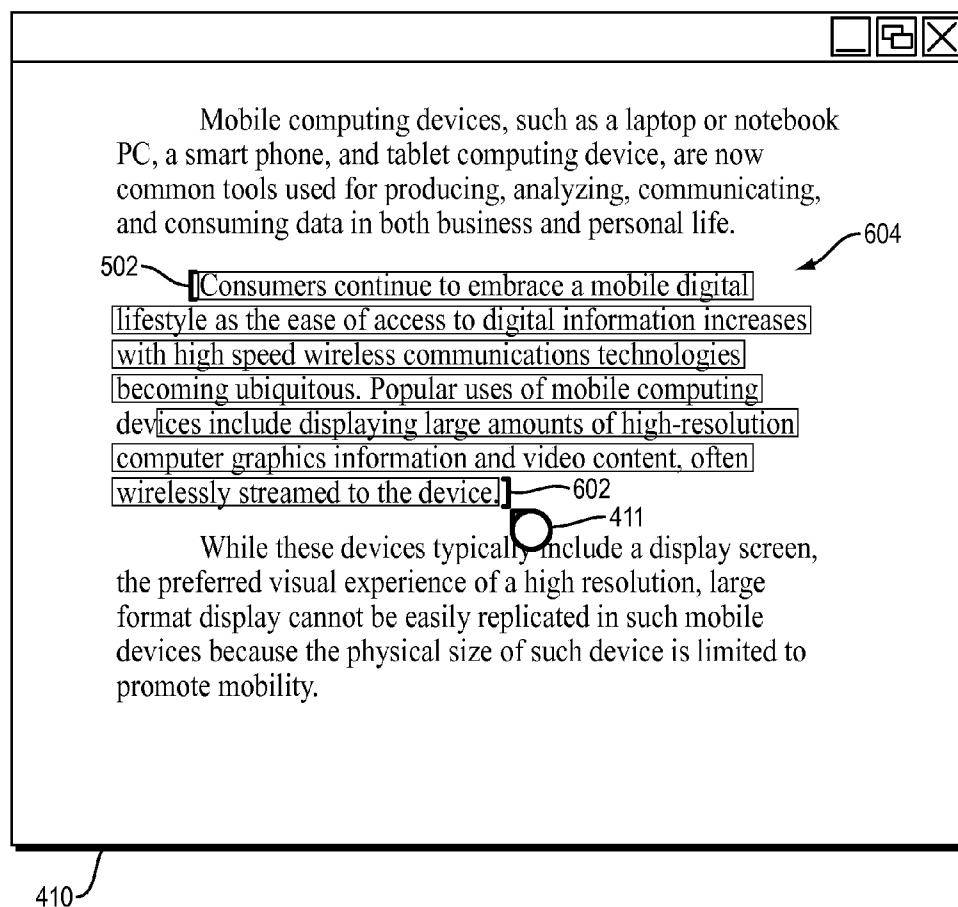 Mobile computing devices, such as a laptop or notebook
PC, a smart phone, and tablet computing device, are now
common tools used for producing, analyzing, communicating,
and consuming data in both business and personal life.
604
502
Consumers continue to embrace a mobile digital
lifestyle as the ease of access to digital information increases
with high speed wireless communications technologies
becoming ubiquitous. Popular uses of mobile computing
devices include displaying large amounts of high-resolution
computer graphics information and video content, often
wirelessly streamed to the device.
602
411
While these devices typically include a display screen,
the preferred visual experience of a high resolution, large
format display cannot be easily replicated in such mobile
devices because the physical size of such device is limited to
promote mobility.
410